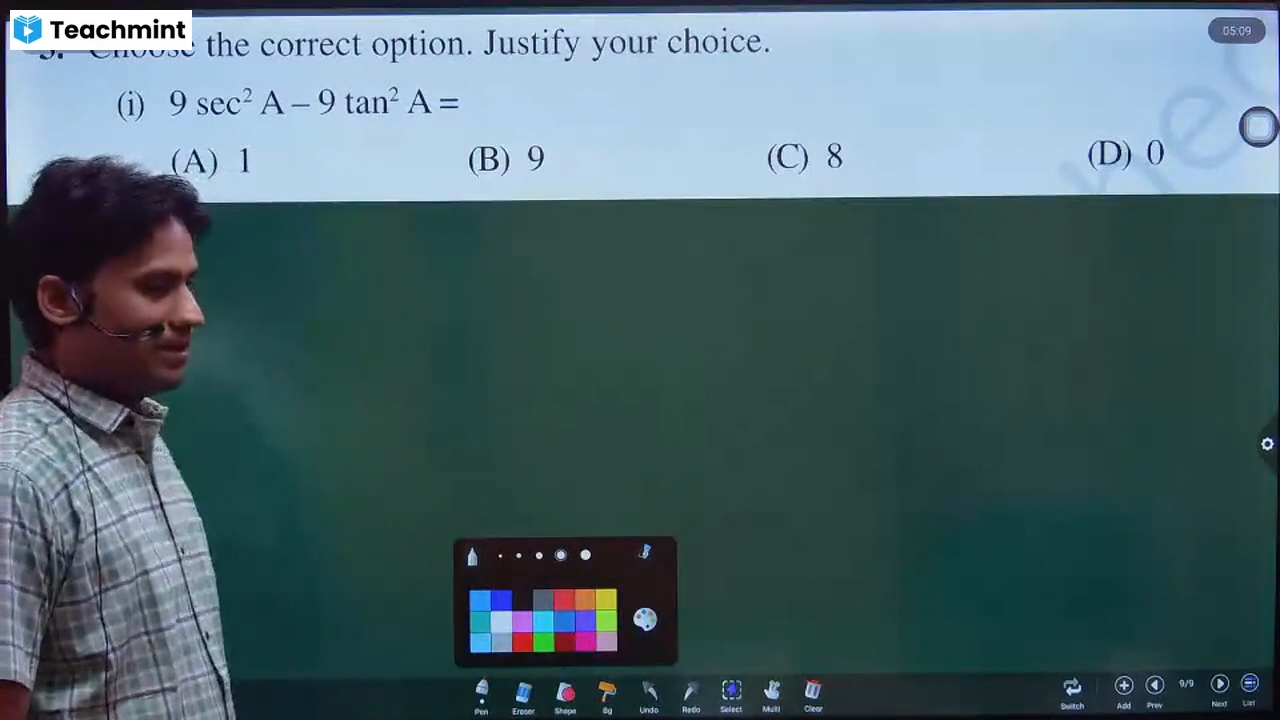 Teachmint
the correct option. Justify your choice.
05:09
(i) 9 sec² A – 9 tan² A =
(A) 1 (B) 9 (C) 8 (D) 0
Pen Eraser Shape Bg Undo Redo Select Multi Clear Switch Add Prev 9/9 Next List